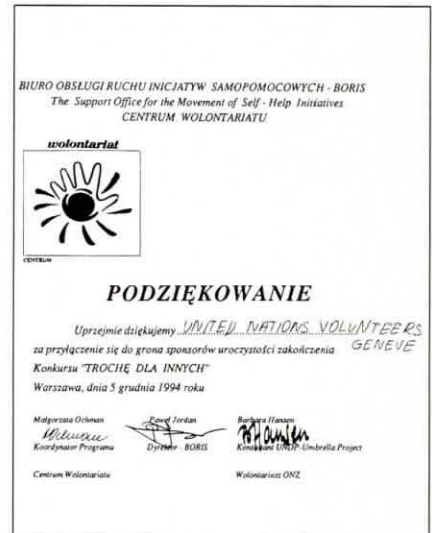 BIURO OBSŁUGI RUCHU INICJATYW SAMOPOMOCOWYCH - BORIS
The Support Office for the Movement of Self - Help Initiatives
CENTRUM WOLONTARIATU
wolontariat
CENTRUM
PODZIĘKOWANIE
Uprzejmie dziękujemy UNITED NATIONS VOLUNTEERS
GENEVE
za przyłączenie się do grona sponsorów uroczystości zakończenia
Konkursu "TROCHĘ DLA INNYCH"
Warszawa, dnia 5 grudnia 1994 roku
Małgorzata Ochman Paweł Jordan Barbara Hansen
Koordynator Programu Dyrektor - BORIS Konsultant UNDP-Umbrella Project
Centrum Wolontariatu Wolontariusz ONZ